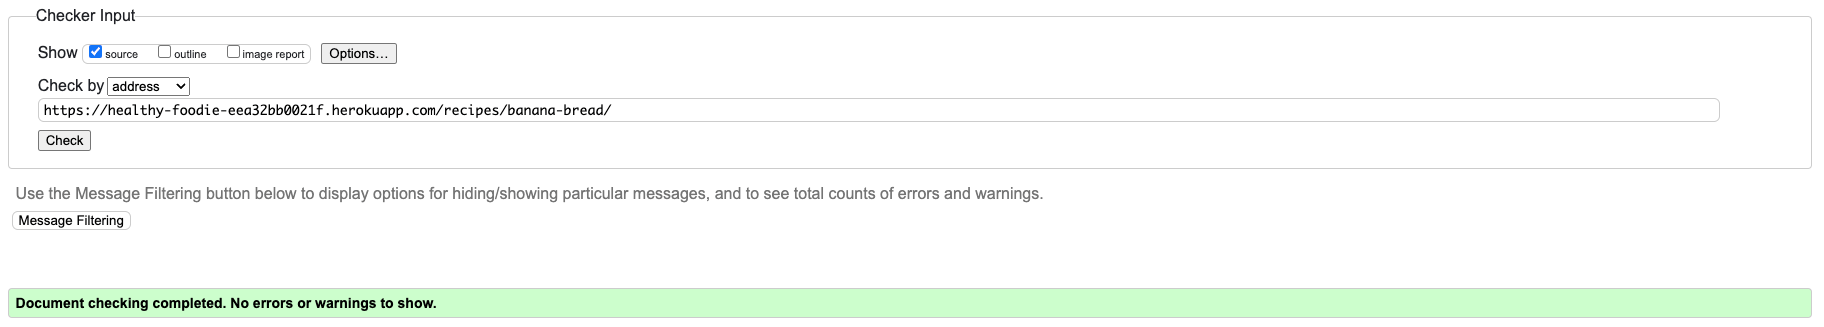 Checker Input
Show source outline image report Options...
Check by address
https://healthy-foodie-eea32bb0021f.herokuapp.com/recipes/banana-bread/
Check
Use the Message Filtering button below to display options for hiding/showing particular messages, and to see total counts of errors and warnings.
Message Filtering
Document checking completed. No errors or warnings to show.